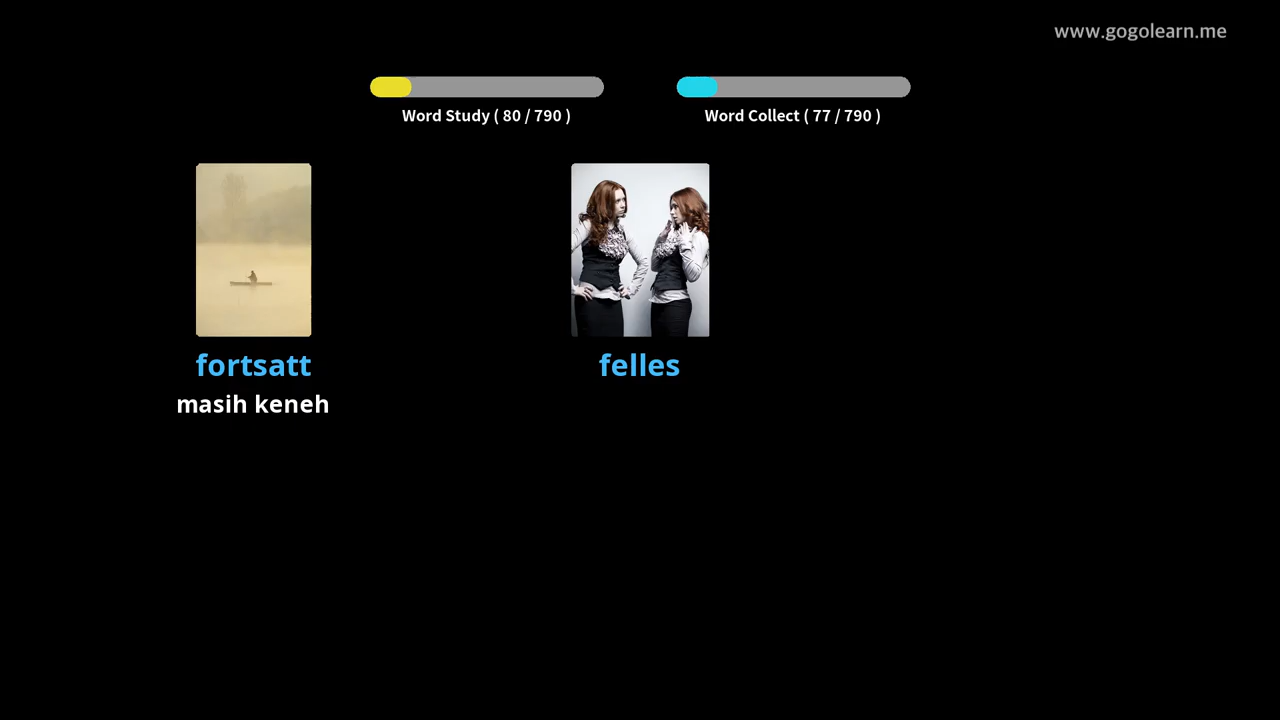 www.gogolearn.me
Word Study ( 80 / 790 )
Word Collect ( 77 / 790 )
fortsatt
masih keneh
felles